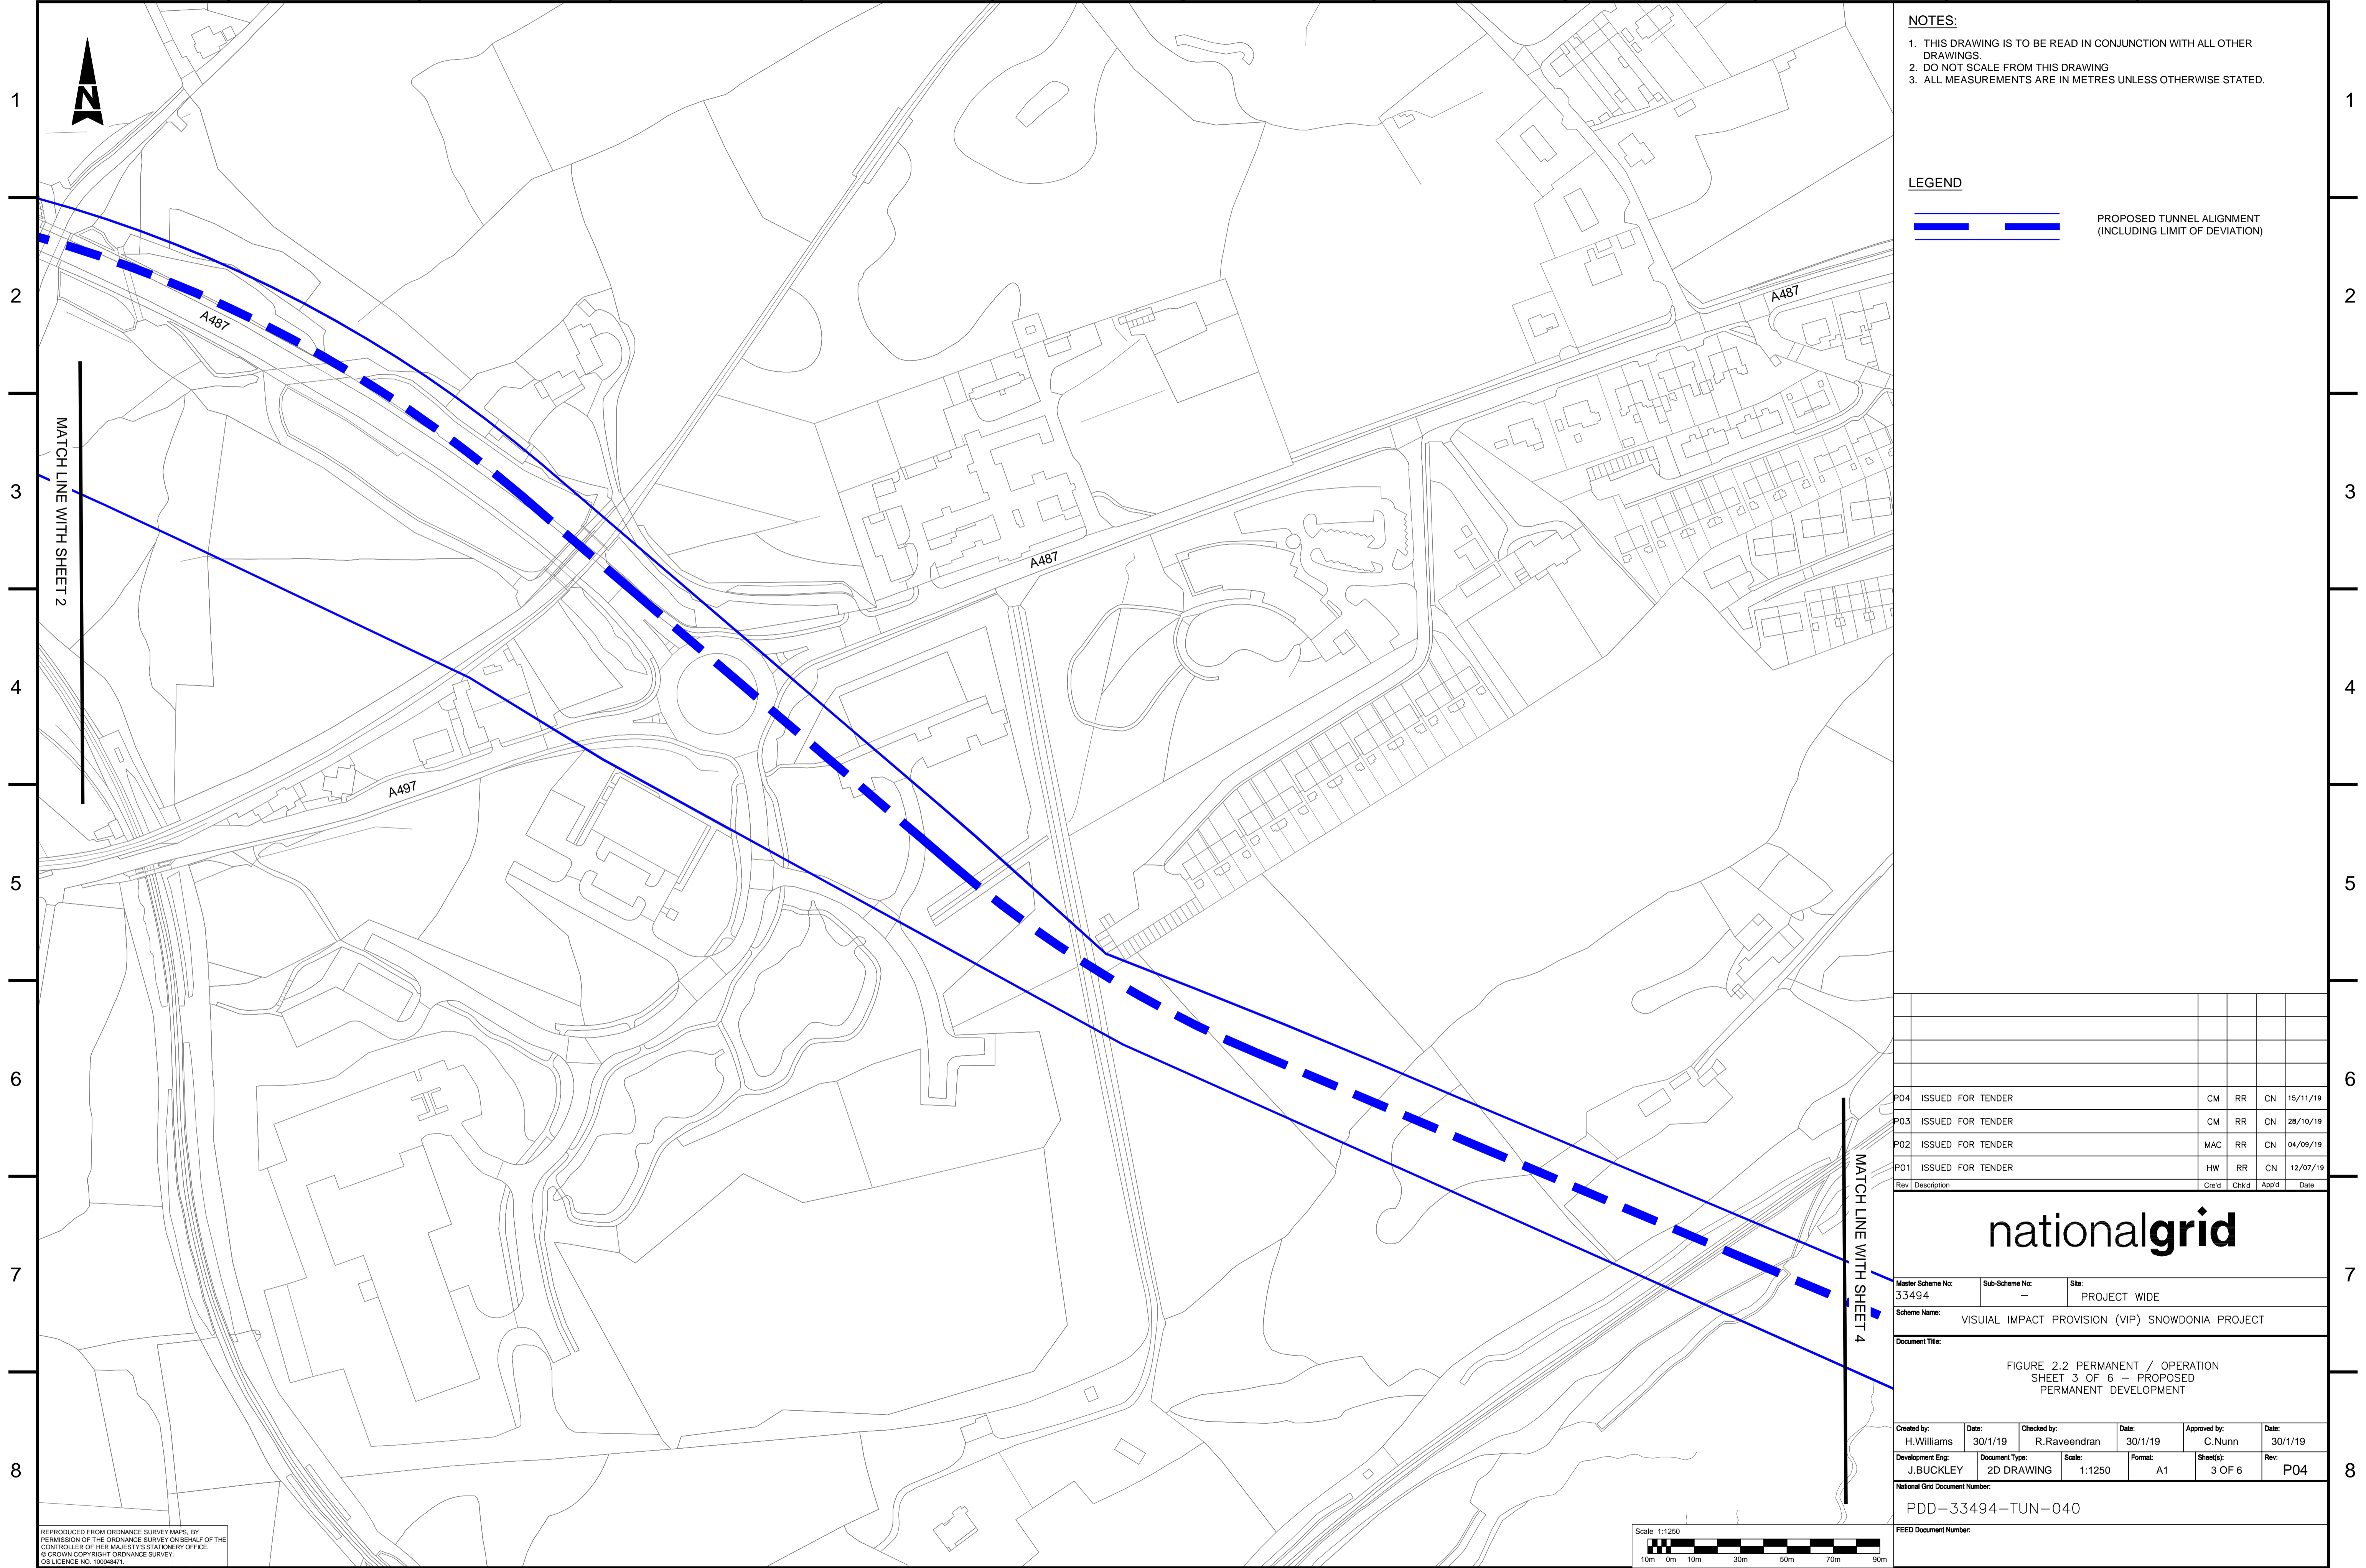 NOTES:
1. THIS DRAWING IS TO BE READ IN CONJUNCTION WITH ALL OTHER
DRAWINGS.
2. DO NOT SCALE FROM THIS DRAWING
3. ALL MEASUREMENTS ARE IN METRES UNLESS OTHERWISE STATED.
LEGEND
PROPOSED TUNNEL ALIGNMENT
(INCLUDING LIMIT OF DEVIATION)
N
1
2
3
4
5
6
7
8
1
2
3
4
5
6
7
8
A487
A487
A487
A497
MATCH LINE WITH SHEET 2
MATCH LINE WITH SHEET 4
P04 ISSUED FOR TENDER CM RR CN 15/11/19
P03 ISSUED FOR TENDER CM RR CN 28/10/19
P02 ISSUED FOR TENDER MAC RR CN 04/09/19
P01 ISSUED FOR TENDER HW RR CN 12/07/19
Rev Description Cre'd Chk'd App'd Date
nationalgrid
Master Scheme No: Sub-Scheme No: Site:
33494 – PROJECT WIDE
Scheme Name:
VISUIAL IMPACT PROVISION (VIP) SNOWDONIA PROJECT
Document Title:
FIGURE 2.2 PERMANENT / OPERATION
SHEET 3 OF 6 – PROPOSED
PERMANENT DEVELOPMENT
Created by: Date: Checked by: Date: Approved by: Date:
H.Williams 30/1/19 R.Raveendran 30/1/19 C.Nunn 30/1/19
Development Eng: Document Type: Scale: Format: Sheet(s): Rev:
J.BUCKLEY 2D DRAWING 1:1250 A1 3 OF 6 P04
National Grid Document Number:
PDD–33494–TUN–040
FEED Document Number:
Scale 1:1250
10m 0m 10m 30m 50m 70m 90m
REPRODUCED FROM ORDNANCE SURVEY MAPS, BY
PERMISSION OF THE ORDNANCE SURVEY ON BEHALF OF THE
CONTROLLER OF HER MAJESTY'S STATIONERY OFFICE.
© CROWN COPYRIGHT ORDNANCE SURVEY.
OS LICENCE NO. 100048471.